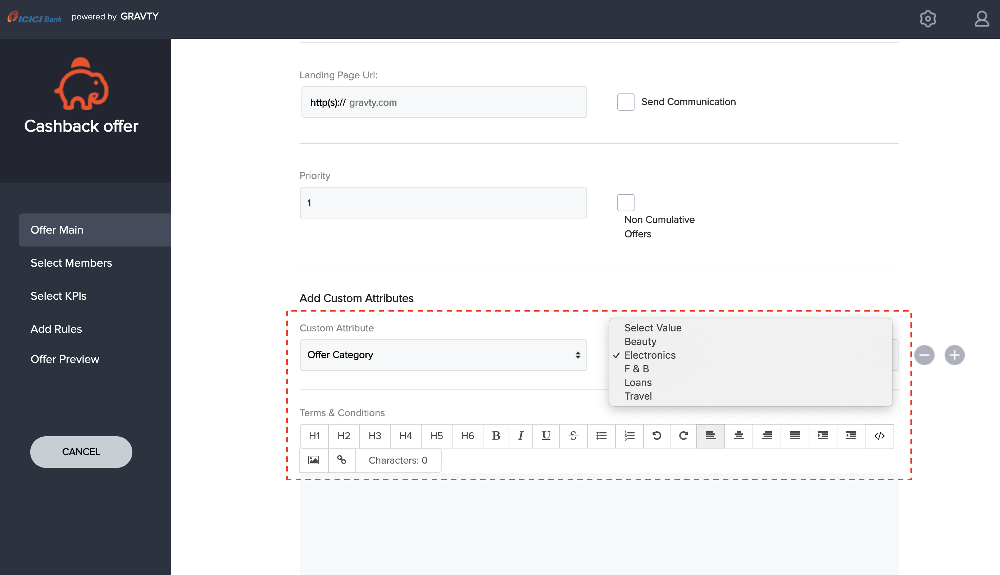 ICICI Bank powered by GRAVTY
Cashback offer
Offer Main
Select Members
Select KPIs
Add Rules
Offer Preview
CANCEL
Landing Page Url:
http(s):// gravty.com
Send Communication
Priority
1
Non Cumulative
Offers
Add Custom Attributes
Custom Attribute
Offer Category
Select Value
Beauty
✓ Electronics
F & B
Loans
Travel
Terms & Conditions
H1 H2 H3 H4 H5 H6 B I U S </>
Characters: 0